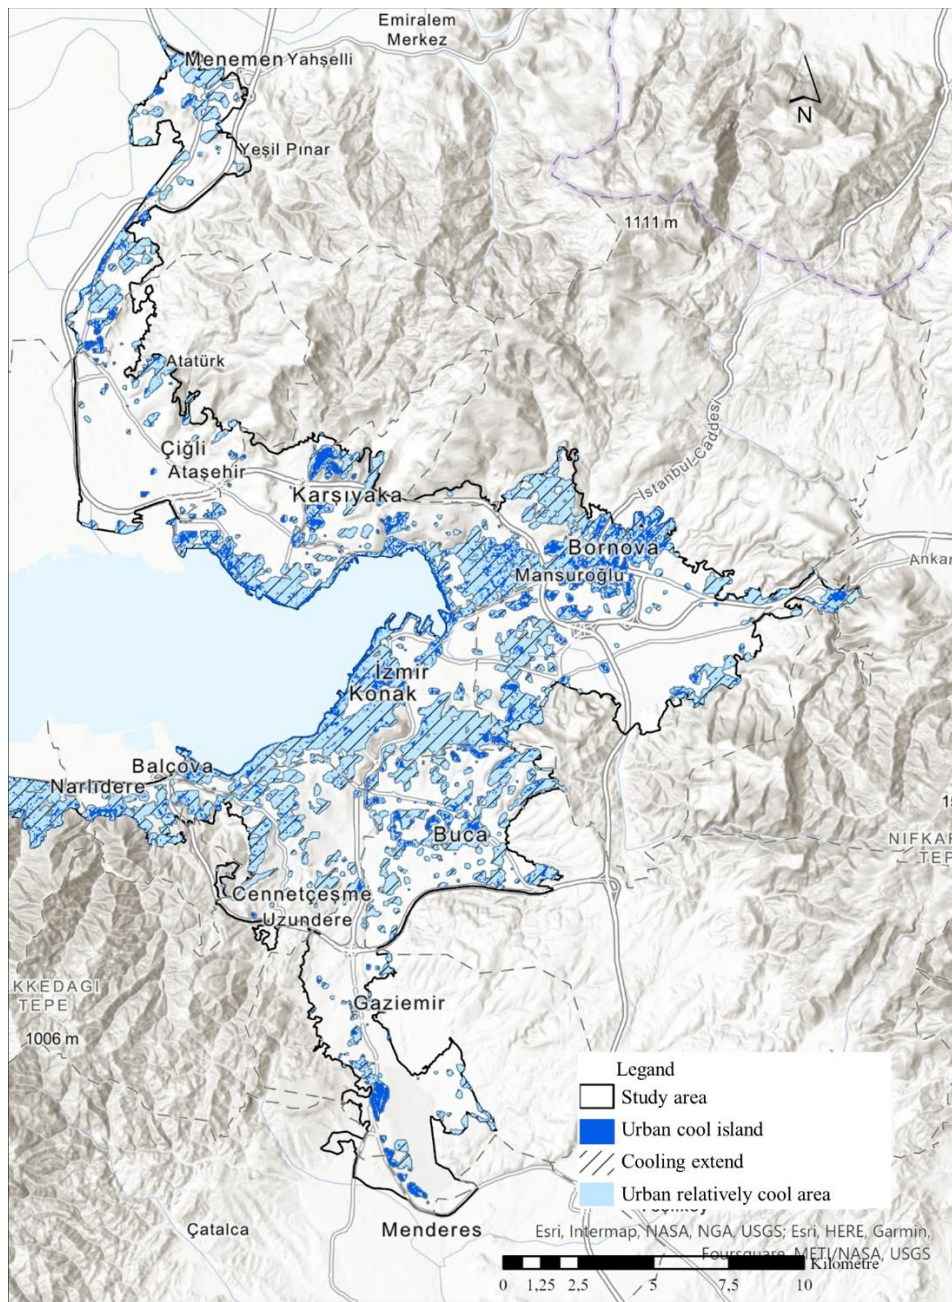 Emiralem
Merkez
Menemen
Yahşelli
N
Yeşil Pınar
1111 m
Atatürk
İstanbul Caddesi
Çiğli
Ataşehir
Karşıyaka
Bornova
Ankar
Mansuroğlu
İzmir
Konak
Balçova
Narlıdere
Buca
NIFKAR
TEP
Cennetçeşme
Uzundere
KKEDAGI
TEPE
Gaziemir
1006 m
Legand
Study area
Urban cool island
Cooling extend
Urban relatively cool area
Çatalca
Menderes
Esri, Intermap, NASA, NGA, USGS; Esri, HERE, Garmin,
Foursquare, METI/NASA, USGS
Kilometre
0 1,25 2,5 5 7,5 10